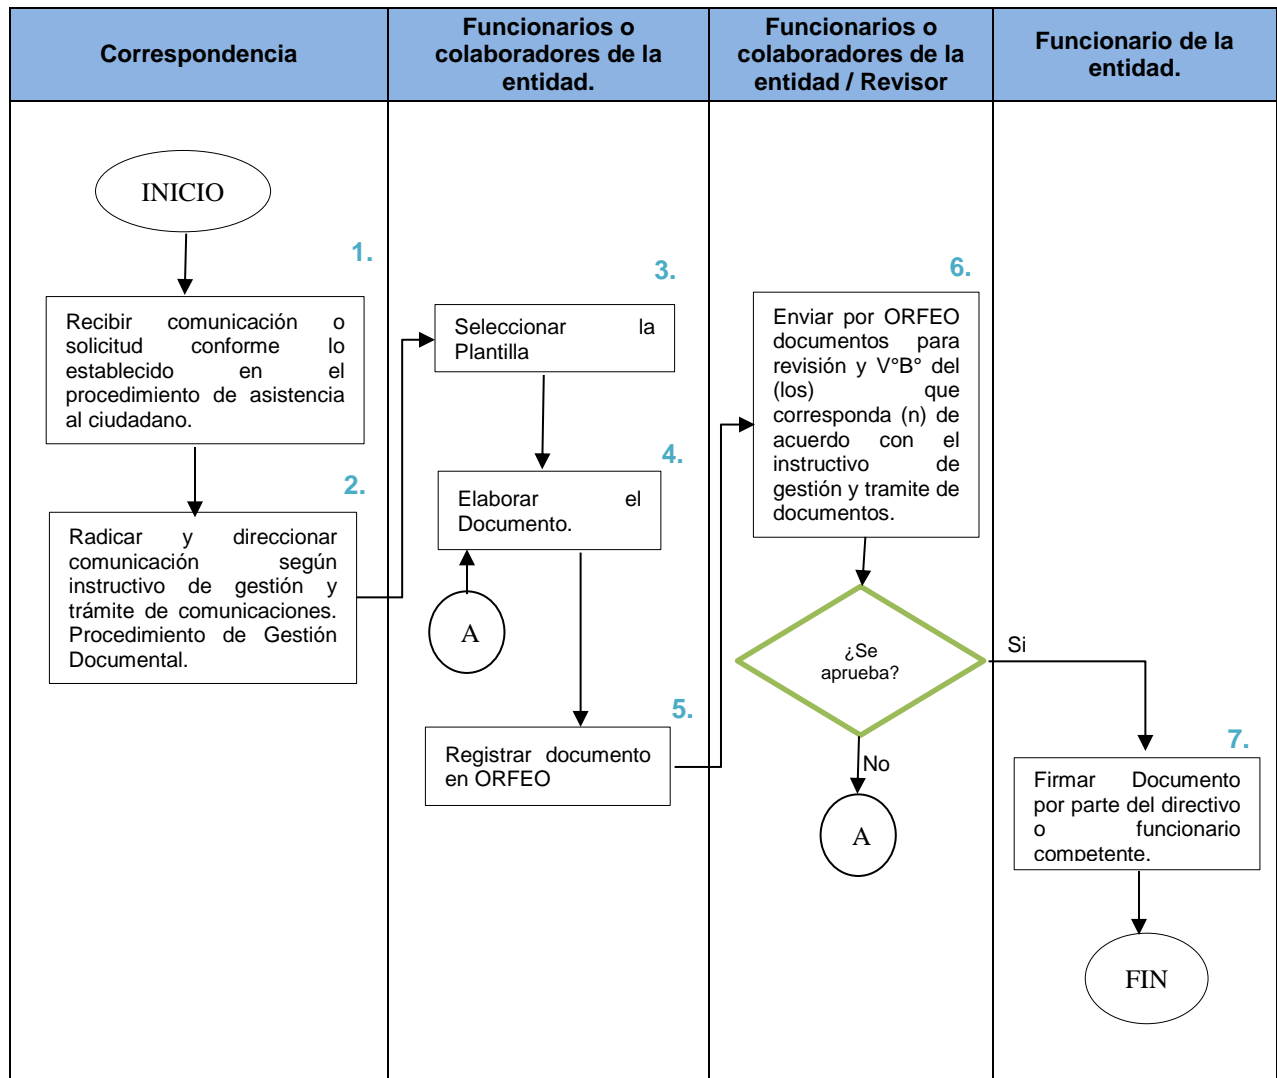 Correspondencia
Funcionarios o
colaboradores de la
entidad.
Funcionarios o
colaboradores de la
entidad / Revisor
Funcionario de la
entidad.
INICIO
1.
Recibir comunicación o
solicitud conforme lo
establecido en el
procedimiento de asistencia
al ciudadano.
2.
Radicar y direccionar
comunicación según
instructivo de gestión y
trámite de comunicaciones.
Procedimiento de Gestión
Documental.
3.
Seleccionar la
Plantilla
4.
Elaborar el
Documento.
A
5.
Registrar documento
en ORFEO
6.
Enviar por ORFEO
documentos para
revisión y V°B° del
(los) que
corresponda (n) de
acuerdo con el
instructivo de
gestión y tramite de
documentos.
¿Se
aprueba?
Si
No
A
7.
Firmar Documento
por parte del directivo
o funcionario
competente.
FIN